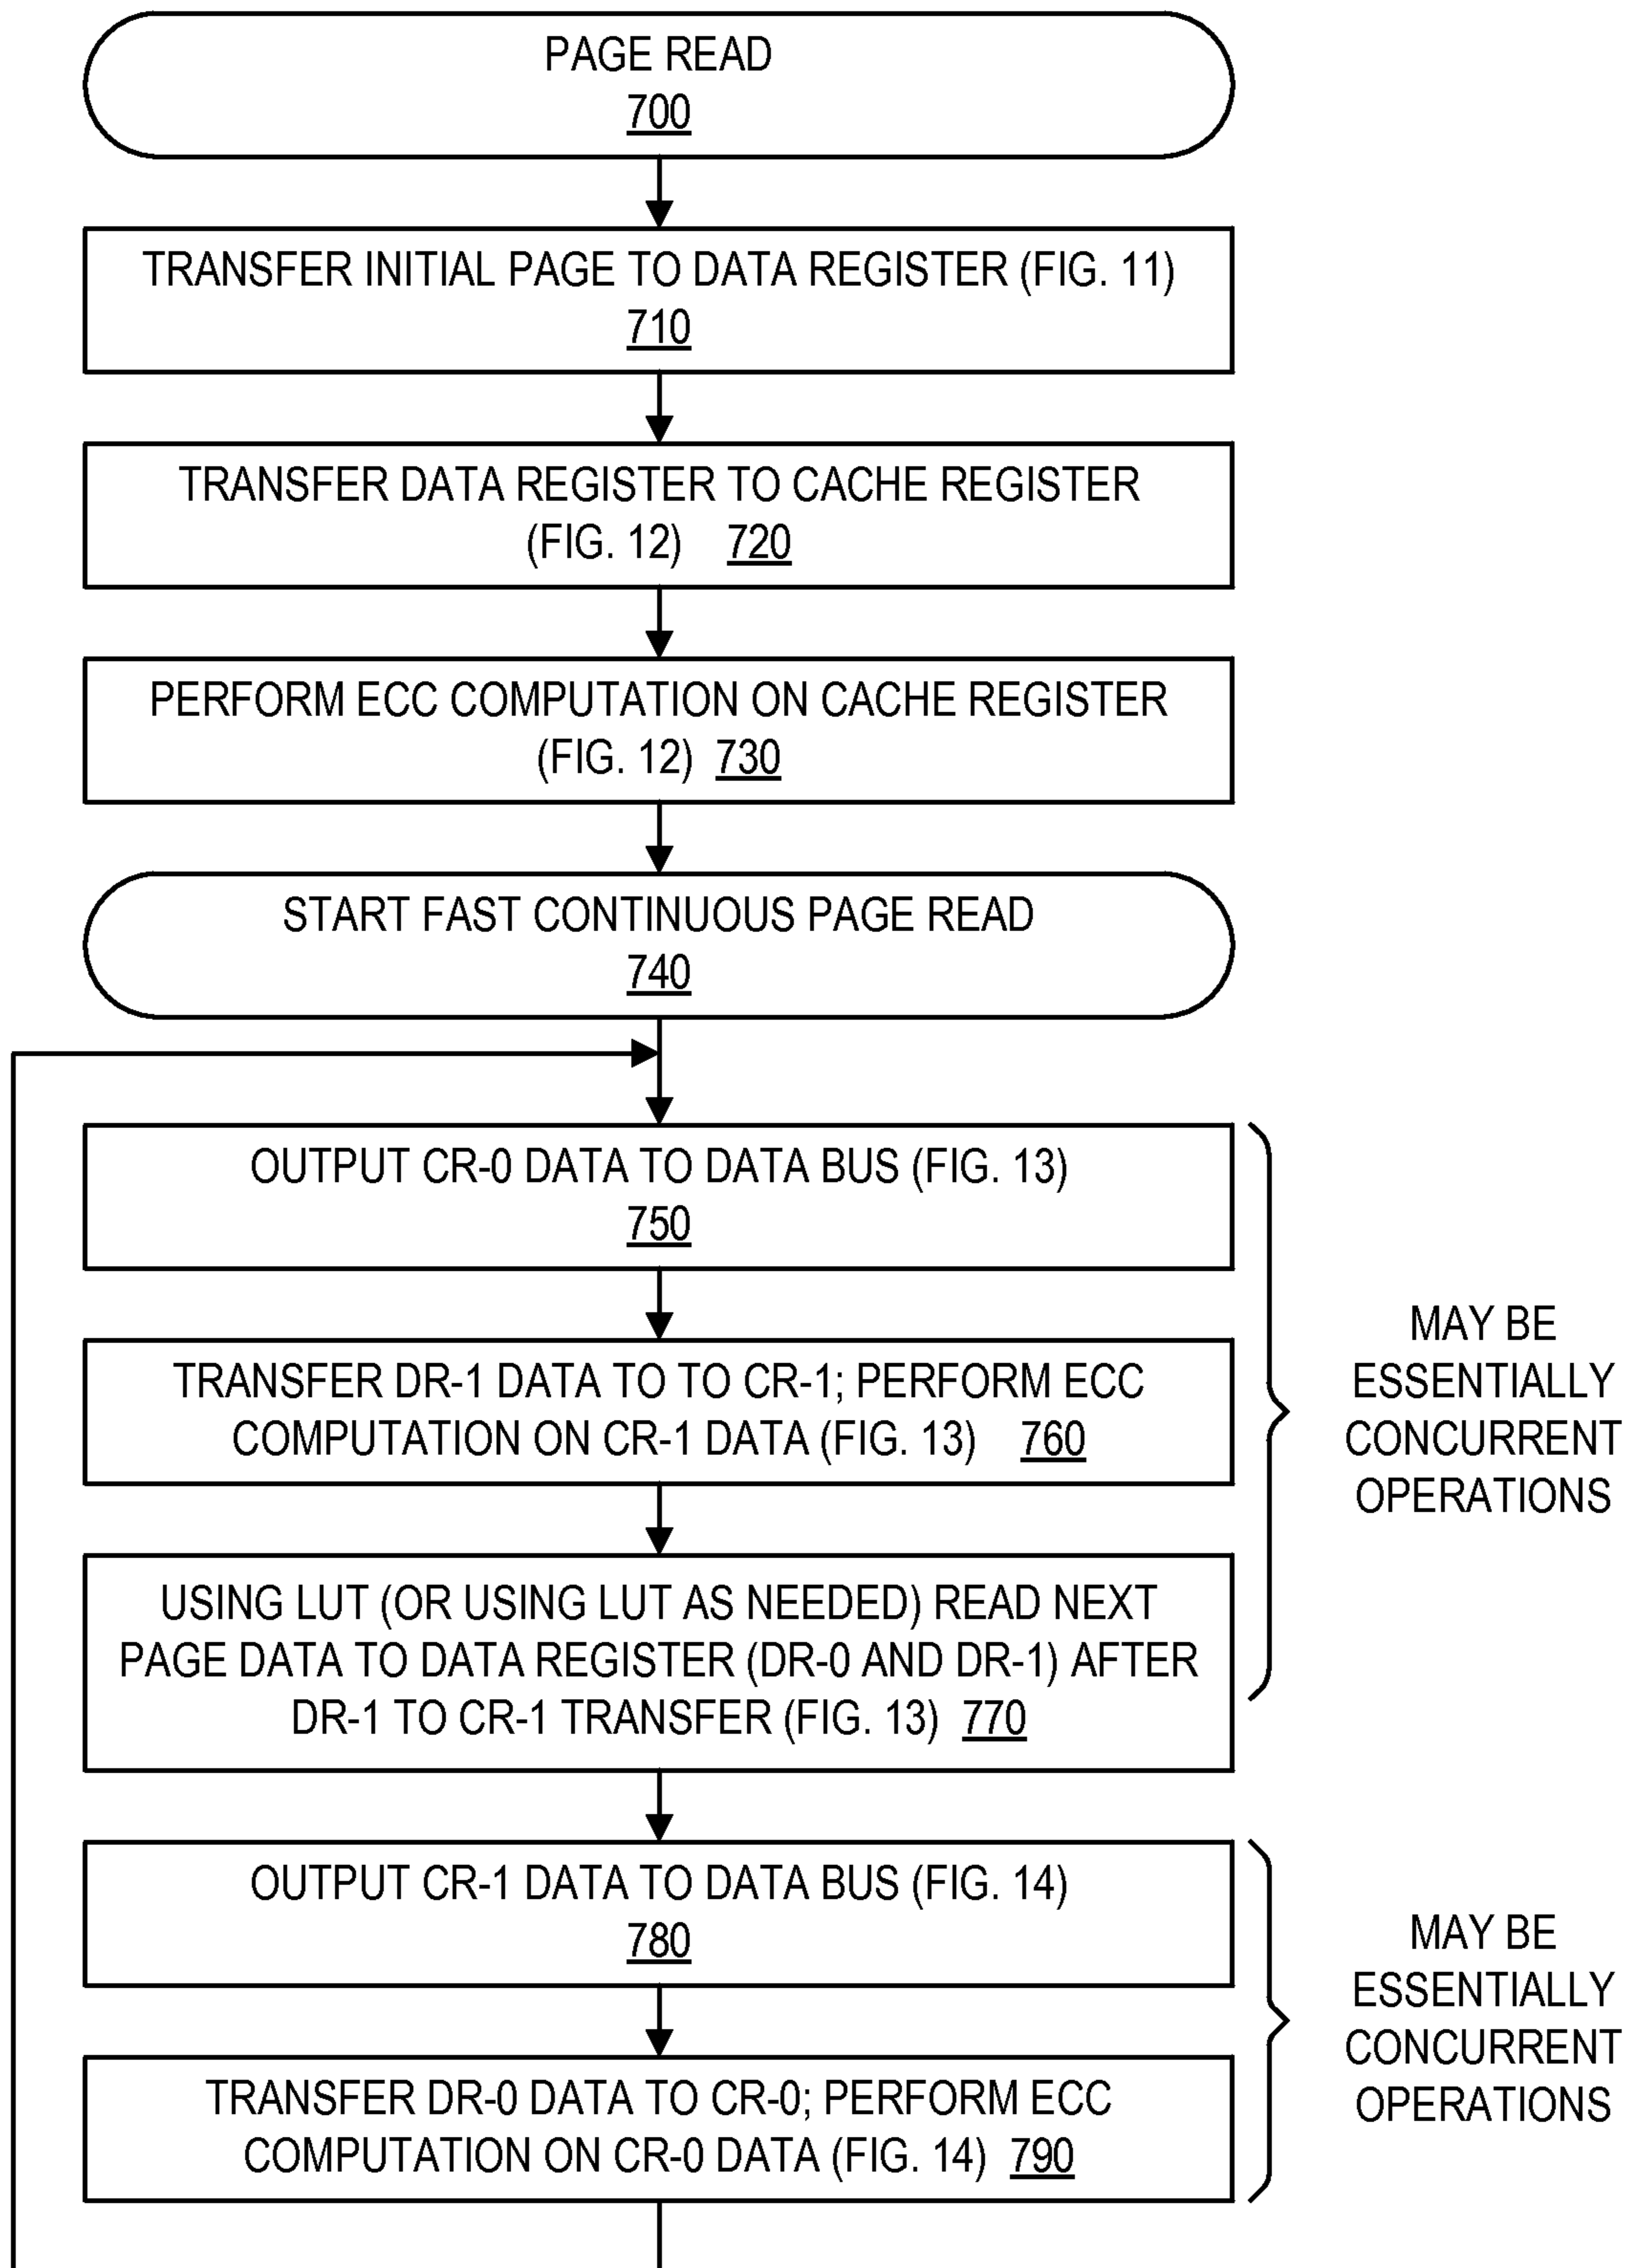 PAGE READ
700
TRANSFER INITIAL PAGE TO DATA REGISTER (FIG. 11)
710
TRANSFER DATA REGISTER TO CACHE REGISTER
(FIG. 12) 720
PERFORM ECC COMPUTATION ON CACHE REGISTER
(FIG. 12) 730
START FAST CONTINUOUS PAGE READ
740
OUTPUT CR-0 DATA TO DATA BUS (FIG. 13)
750
TRANSFER DR-1 DATA TO TO CR-1; PERFORM ECC
COMPUTATION ON CR-1 DATA (FIG. 13) 760
USING LUT (OR USING LUT AS NEEDED) READ NEXT
PAGE DATA TO DATA REGISTER (DR-0 AND DR-1) AFTER
DR-1 TO CR-1 TRANSFER (FIG. 13) 770
MAY BE
ESSENTIALLY
CONCURRENT
OPERATIONS
OUTPUT CR-1 DATA TO DATA BUS (FIG. 14)
780
TRANSFER DR-0 DATA TO CR-0; PERFORM ECC
COMPUTATION ON CR-0 DATA (FIG. 14) 790
MAY BE
ESSENTIALLY
CONCURRENT
OPERATIONS